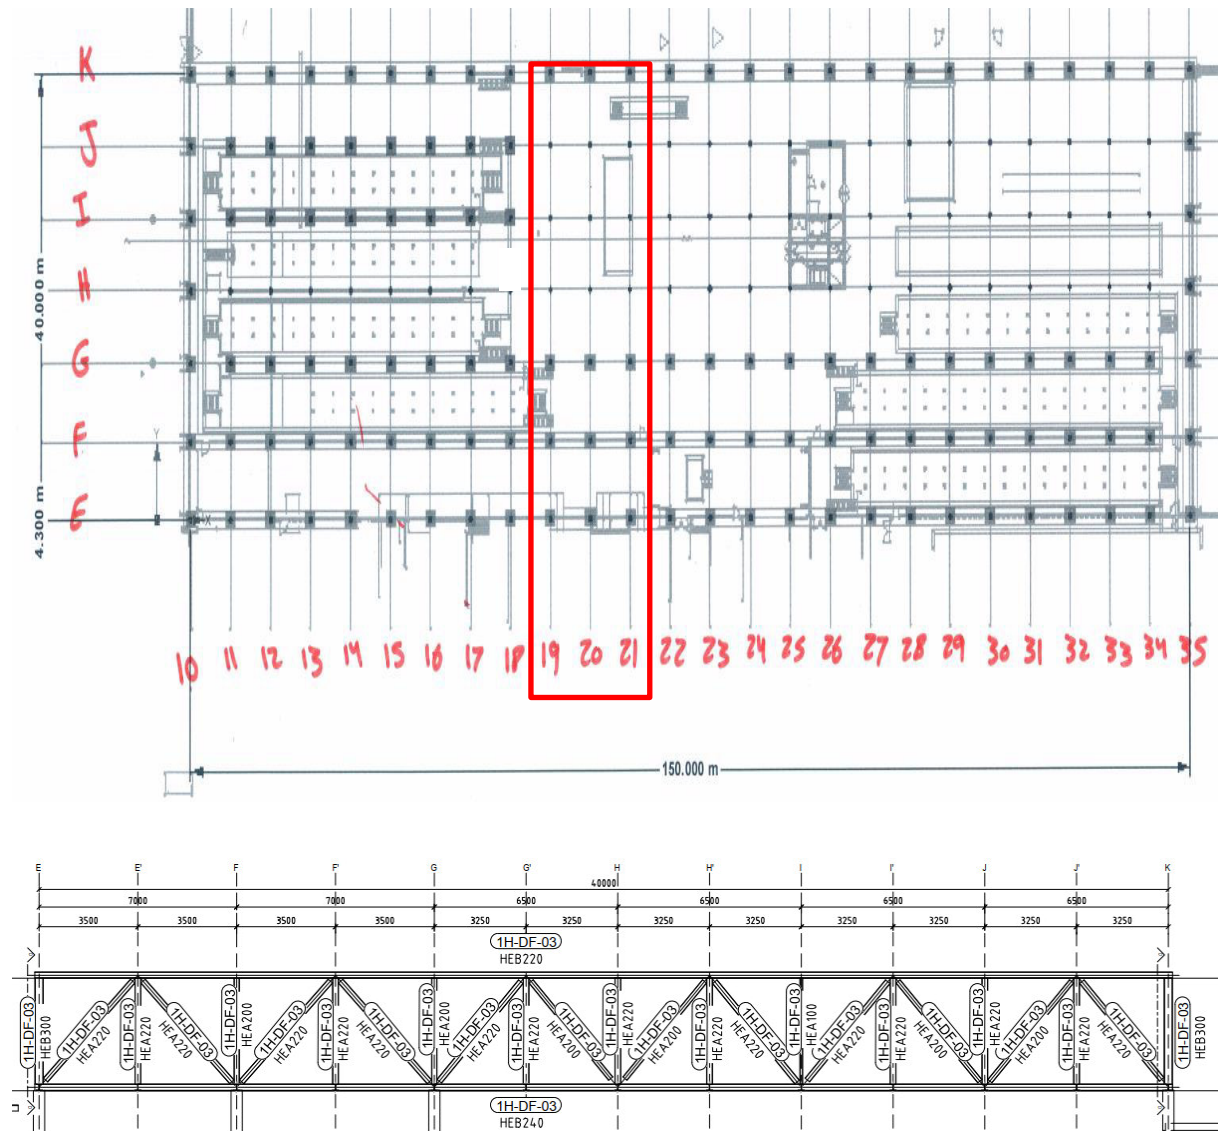 K
J
I
H
G
F
E
40.000 m
4.300 m
Y
X
10 11 12 13 14 15 16 17 18 19 20 21 22 23 24 25 26 27 28 29 30 31 32 33 34 35
150.000 m
E E' F F' G G' H H' I I' J J' K
40000
7000 7000 6500 6500 6500 6500
3500 3500 3500 3500 3250 3250 3250 3250 3250 3250 3250 3250
1H-DF-03
HEB220
1H-DF-03 HEB300
1H-DF-03 HEA220
1H-DF-03 HEA220
1H-DF-03 HEA220
1H-DF-03 HEA200
1H-DF-03 HEA220
1H-DF-03 HEA220
1H-DF-03 HEA220
1H-DF-03 HEA200
1H-DF-03 HEA220
1H-DF-03 HEA220
1H-DF-03 HEA200
1H-DF-03 HEA220
1H-DF-03 HEA200
1H-DF-03 HEA220
1H-DF-03 HEA220
1H-DF-03 HEA100
1H-DF-03 HEA220
1H-DF-03 HEA220
1H-DF-03 HEA200
1H-DF-03 HEA220
1H-DF-03 HEA200
1H-DF-03 HEA220
1H-DF-03 HEA220
1H-DF-03 HEB300
1H-DF-03
HEB240